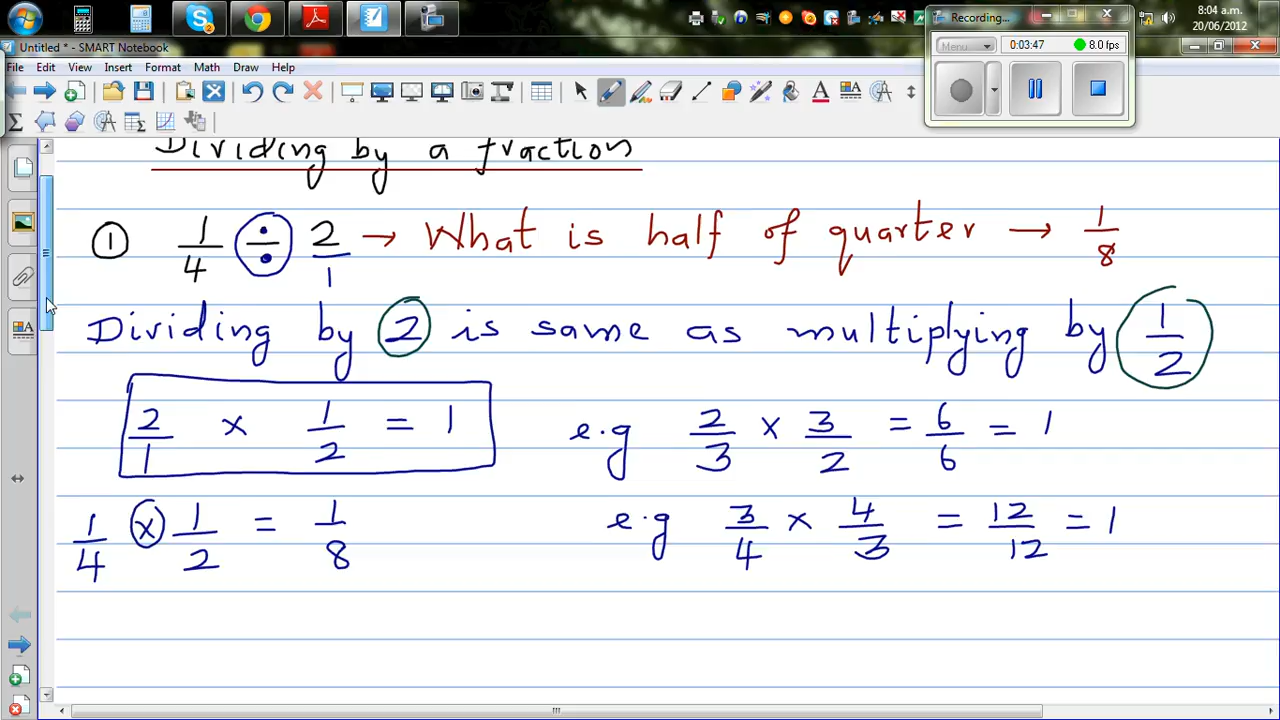 8:04 a.m.
20/06/2012
Recording...
Menu
0:03:47
8.0 fps
Untitled * - SMART Notebook
File Edit View Insert Format Math Draw Help
Dividing by a fraction
① 1/4 ÷ 2/1 → What is half of quarter → 1/8
Dividing by 2 is same as multiplying by 1/2
2/1 x 1/2 = 1
e.g 2/3 x 3/2 = 6/6 = 1
1/4 x 1/2 = 1/8
e.g 3/4 x 4/3 = 12/12 = 1